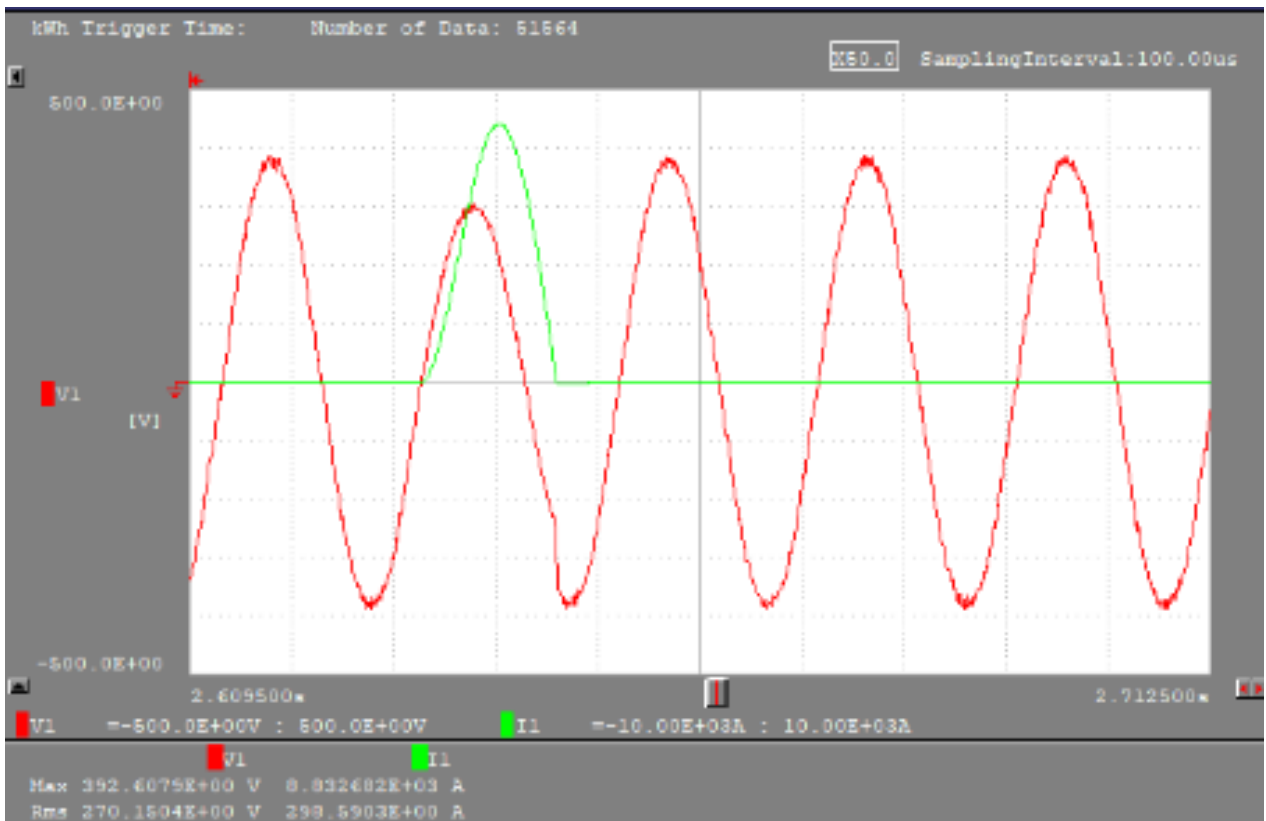 kWh Trigger Time: Number of Data: 51564
X50.0 SamplingInterval:100.00us
500.0E+00
V1
[V]
-500.0E+00
2.609500s 2.712500s
V1 =-500.0E+00V : 500.0E+00V I1 =-10.00E+03A : 10.00E+03A
V1 I1
Max 392.6079E+00 V 8.832682E+03 A
Rms 270.1504E+00 V 298.5903E+00 A